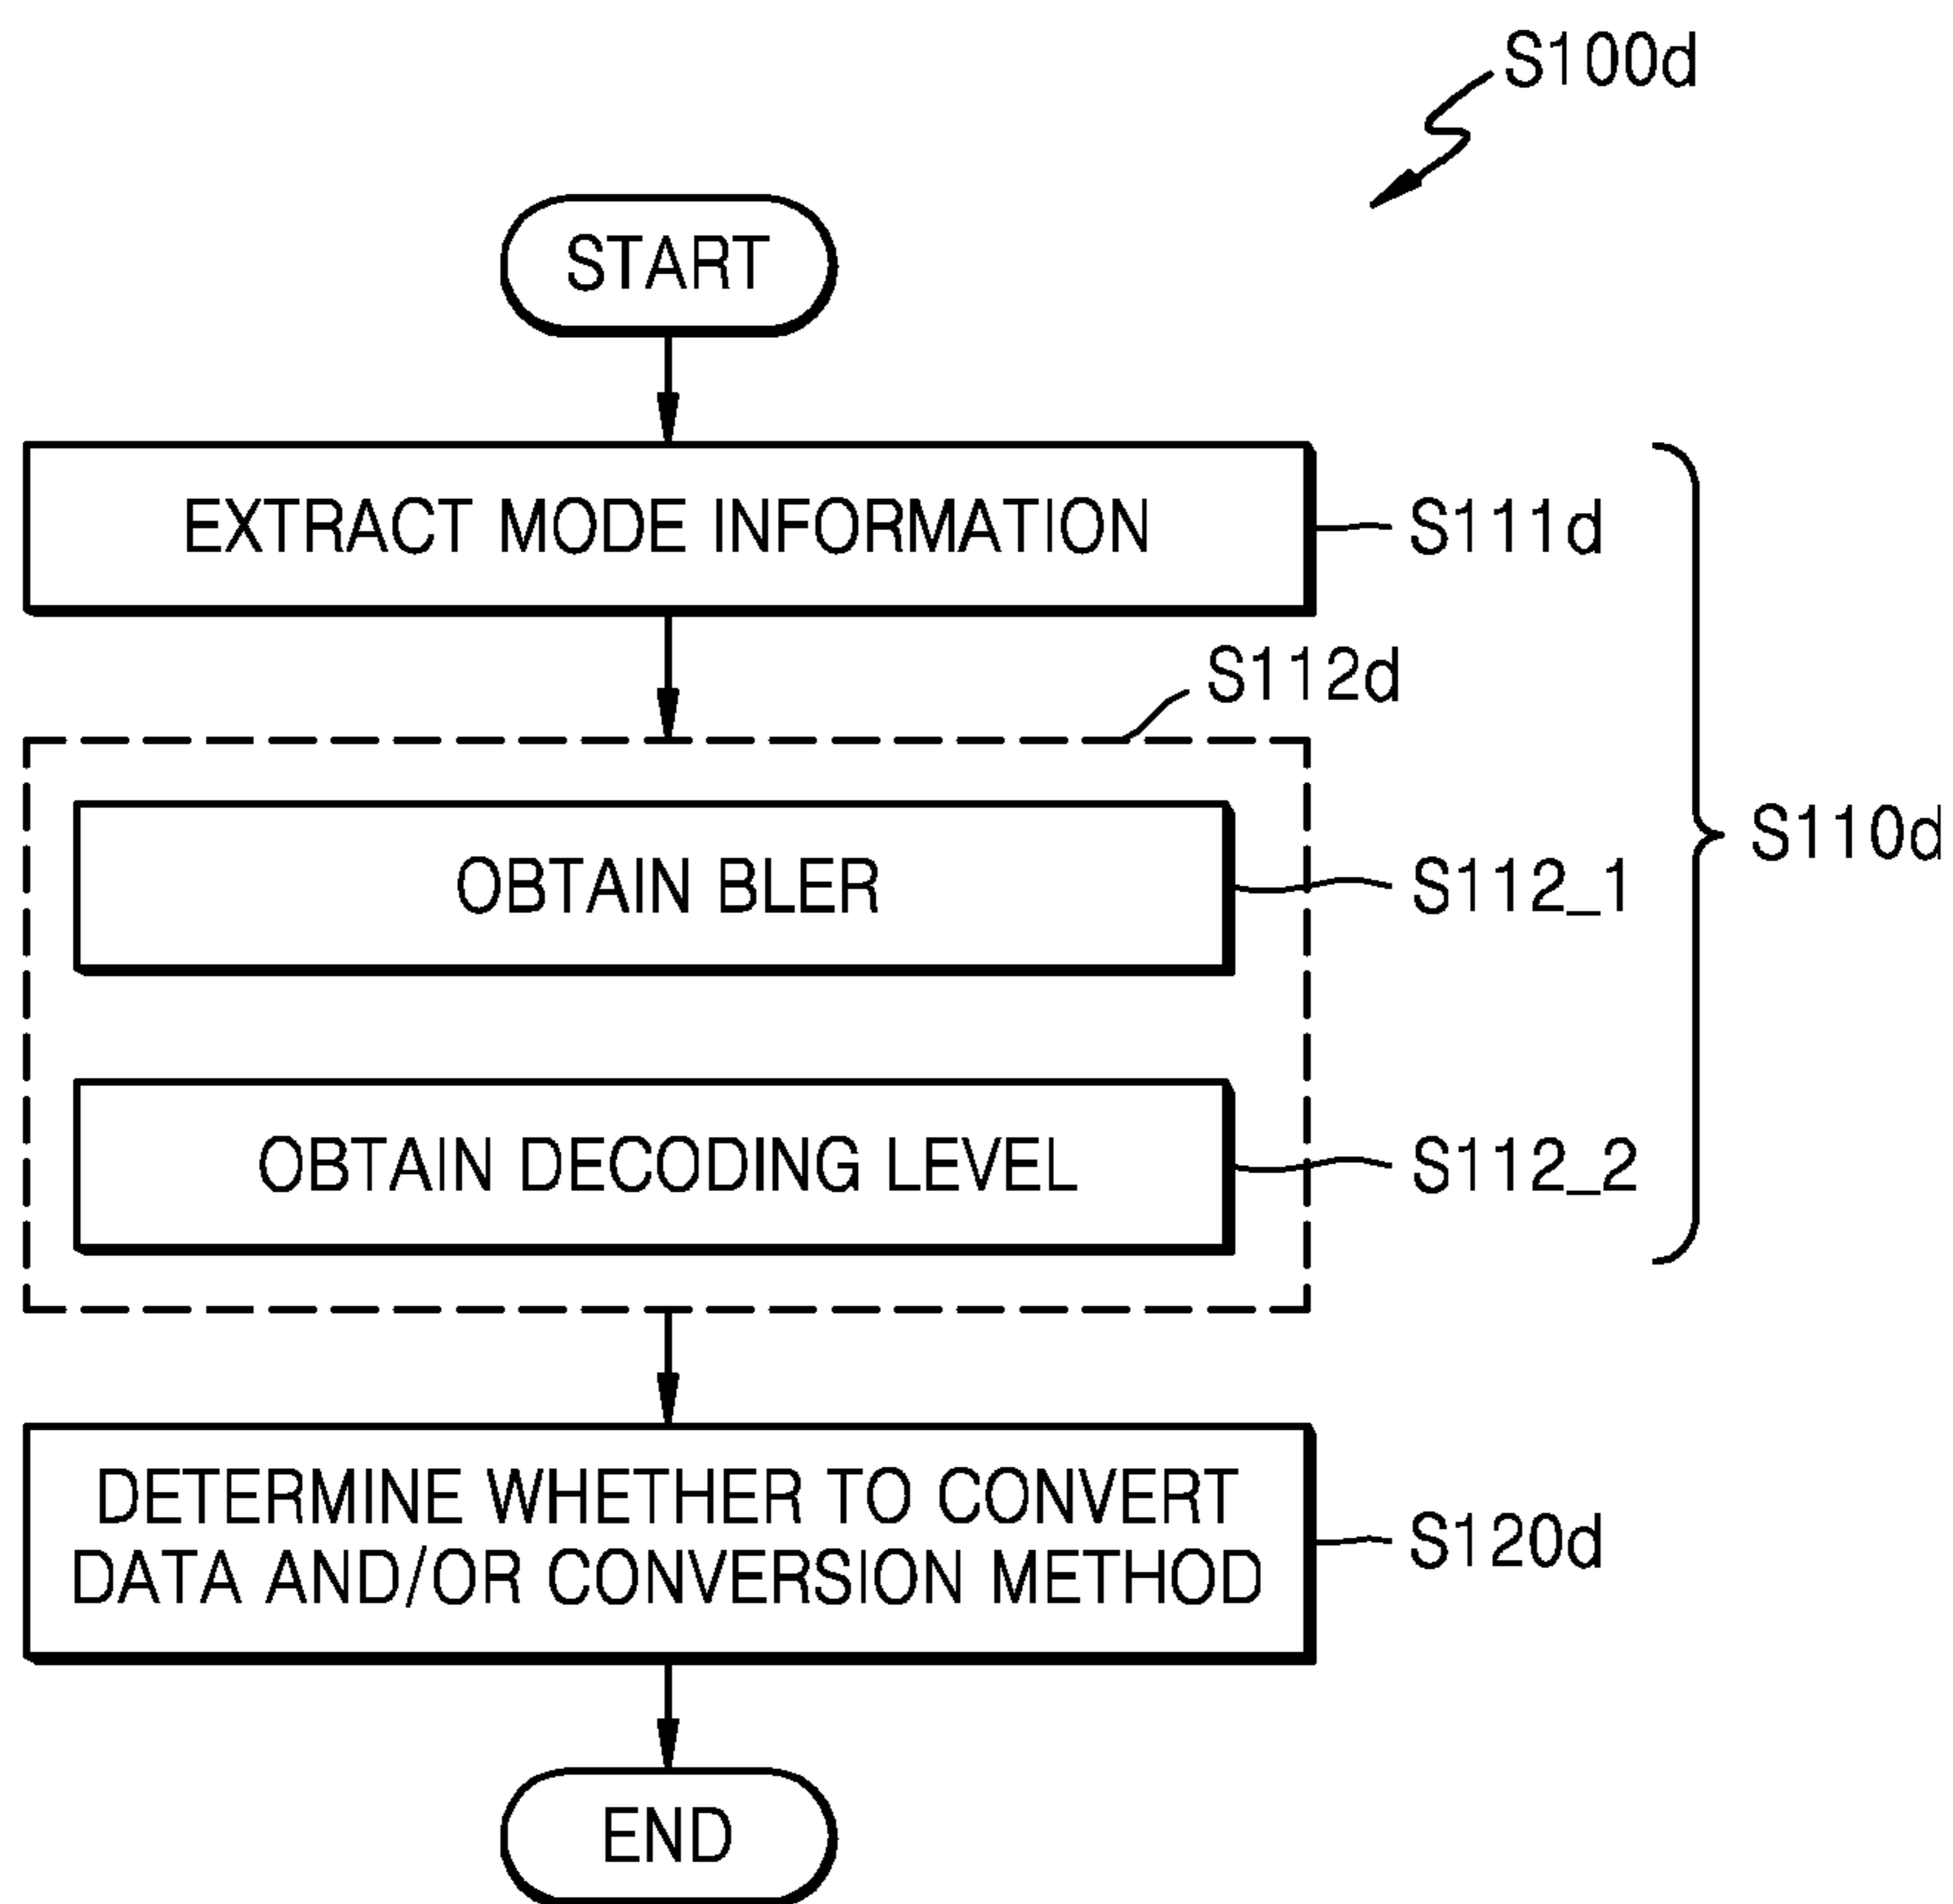 S100d
START
EXTRACT MODE INFORMATION
S111d
S112d
OBTAIN BLER
S112_1
S110d
OBTAIN DECODING LEVEL
S112_2
DETERMINE WHETHER TO CONVERT
DATA AND/OR CONVERSION METHOD
S120d
END